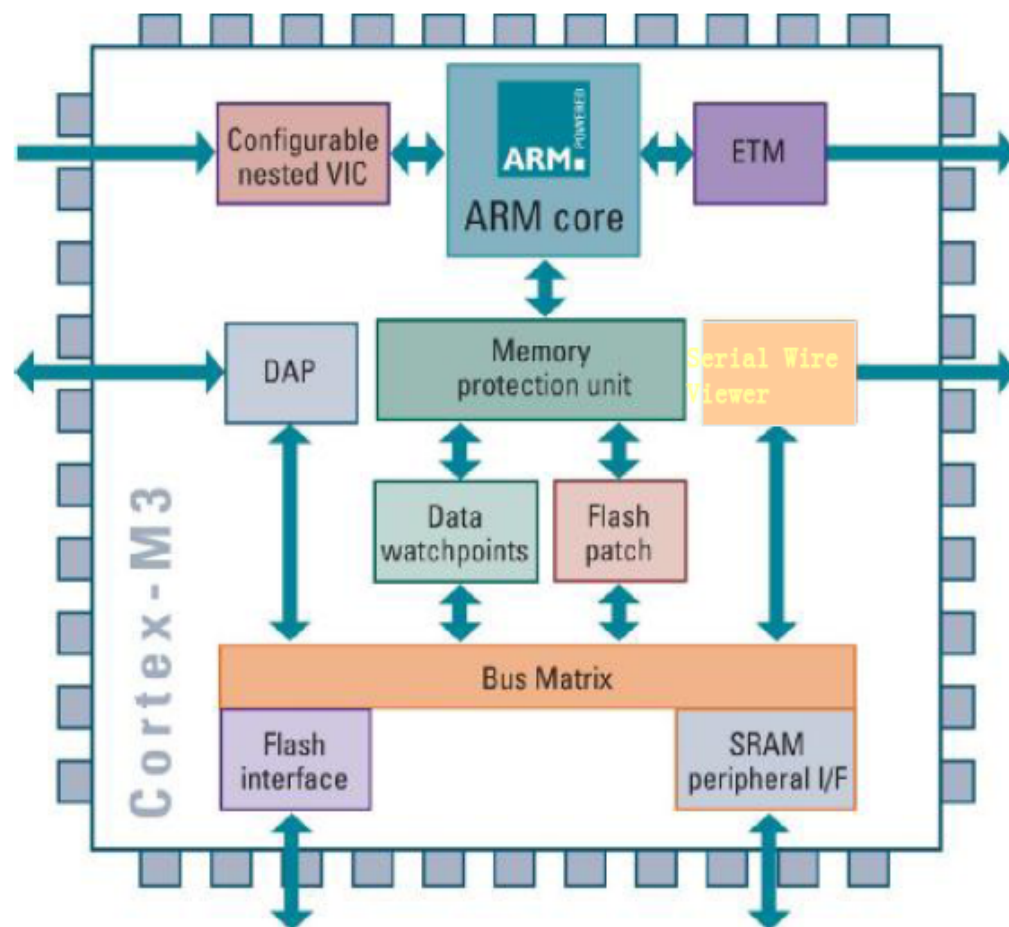 Configurable
nested VIC
ARM
POWERED
ARM core
ETM
DAP
Memory
protection unit
Serial Wire
Viewer
Data
watchpoints
Flash
patch
Cortex-M3
Bus Matrix
Flash
interface
SRAM
peripheral I/F